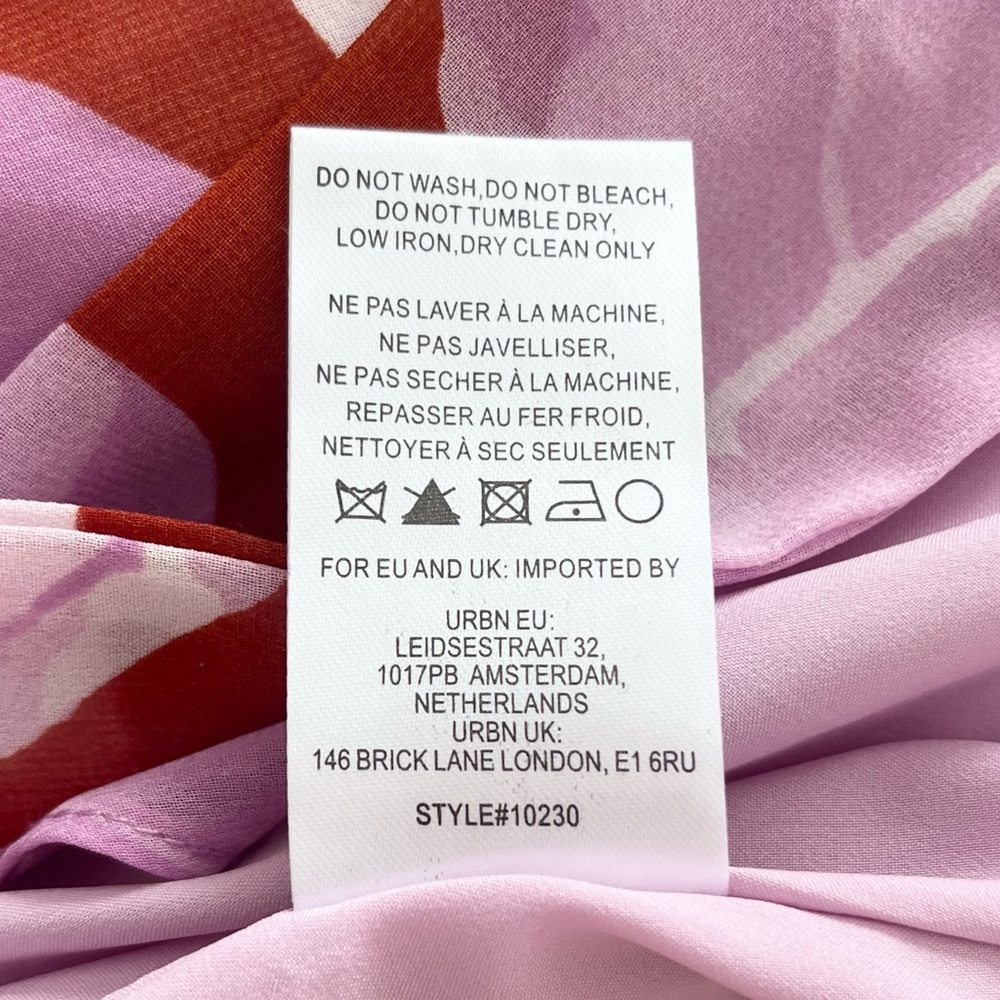 DO NOT WASH,DO NOT BLEACH,
DO NOT TUMBLE DRY,
LOW IRON,DRY CLEAN ONLY
NE PAS LAVER À LA MACHINE,
NE PAS JAVELLISER,
NE PAS SECHER À LA MACHINE,
REPASSER AU FER FROID,
NETTOYER À SEC SEULEMENT
FOR EU AND UK: IMPORTED BY
URBN EU:
LEIDSESTRAAT 32,
1017PB AMSTERDAM,
NETHERLANDS
URBN UK:
146 BRICK LANE LONDON, E1 6RU
STYLE#10230